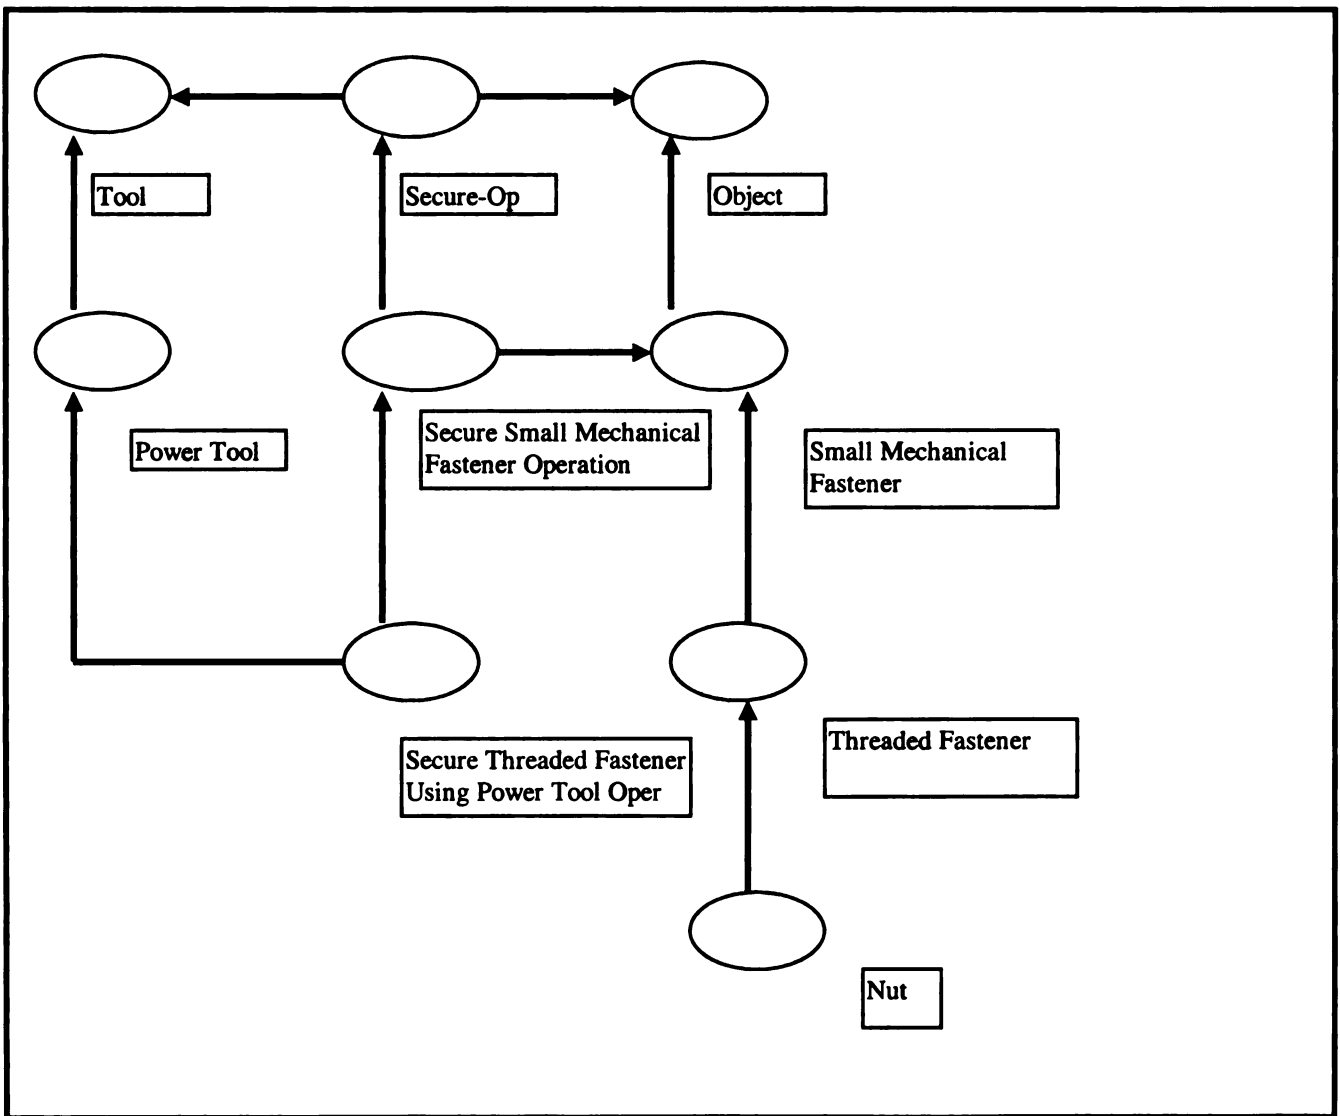 Tool
Secure-Op
Object
Power Tool
Secure Small Mechanical
Fastener Operation
Small Mechanical
Fastener
Secure Threaded Fastener
Using Power Tool Oper
Threaded Fastener
Nut